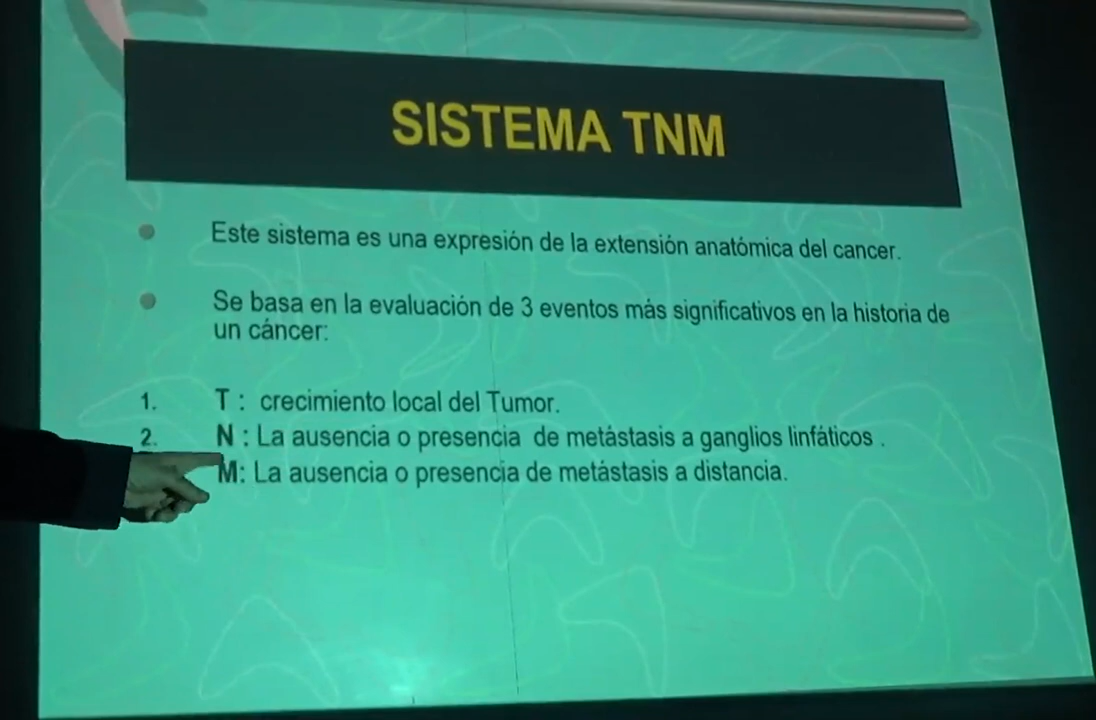 SISTEMA TNM
Este sistema es una expresión de la extensión anatómica del cancer.
Se basa en la evaluación de 3 eventos más significativos en la historia de
un cáncer:
1. T : crecimiento local del Tumor.
2. N : La ausencia o presencia de metástasis a ganglios linfáticos .
M: La ausencia o presencia de metástasis a distancia.